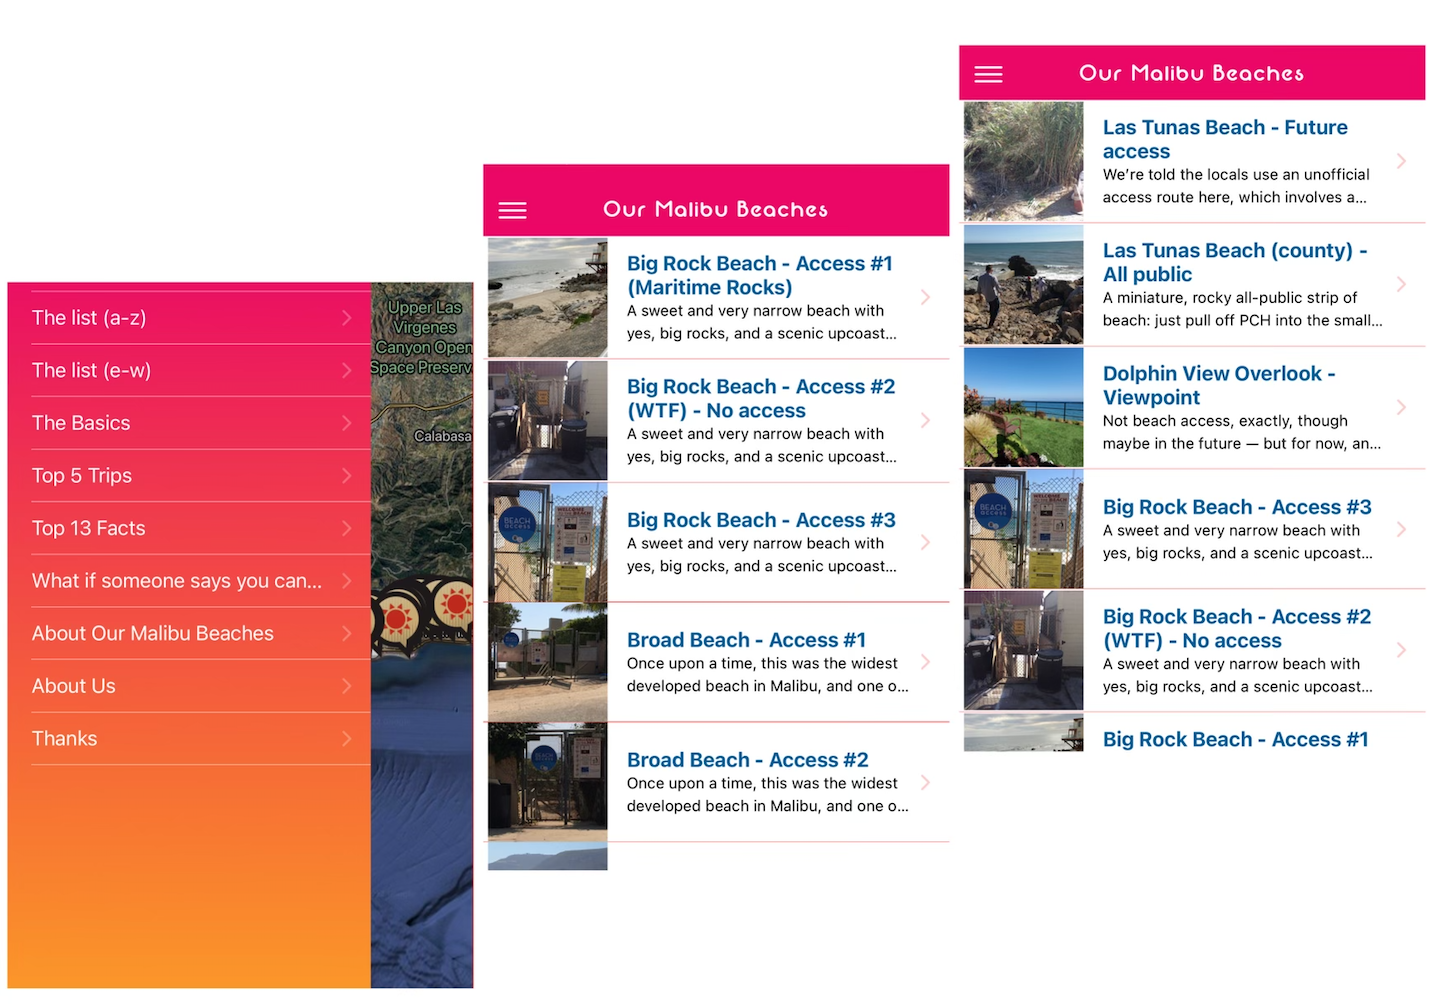 The list (a-z)
The list (e-w)
The Basics
Top 5 Trips
Top 13 Facts
What if someone says you can...
About Our Malibu Beaches
About Us
Thanks
Upper Las
Virgenes
Canyon Open
Space Preserv
Calabasa
Our Malibu Beaches
Big Rock Beach - Access #1
(Maritime Rocks)
A sweet and very narrow beach with
yes, big rocks, and a scenic upcoast...
Big Rock Beach - Access #2
(WTF) - No access
A sweet and very narrow beach with
yes, big rocks, and a scenic upcoast...
BEACH
access
Big Rock Beach - Access #3
A sweet and very narrow beach with
yes, big rocks, and a scenic upcoast...
Broad Beach - Access #1
Once upon a time, this was the widest
developed beach in Malibu, and one o...
Broad Beach - Access #2
Once upon a time, this was the widest
developed beach in Malibu, and one o...
Our Malibu Beaches
Las Tunas Beach - Future
access
We're told the locals use an unofficial
access route here, which involves a...
Las Tunas Beach (county) -
All public
A miniature, rocky all-public strip of
beach: just pull off PCH into the small...
Dolphin View Overlook -
Viewpoint
Not beach access, exactly, though
maybe in the future — but for now, an...
BEACH
access
Big Rock Beach - Access #3
A sweet and very narrow beach with
yes, big rocks, and a scenic upcoast...
Big Rock Beach - Access #2
(WTF) - No access
A sweet and very narrow beach with
yes, big rocks, and a scenic upcoast...
Big Rock Beach - Access #1